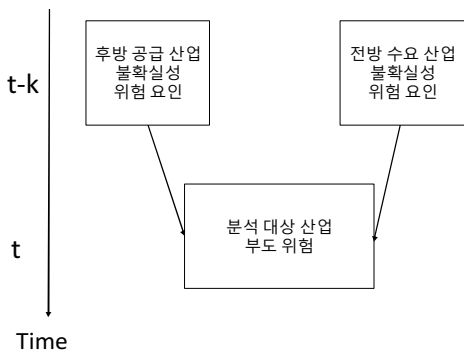 후방 공급 산업
불확실성
위험 요인
전방 수요 산업
불확실성
위험 요인
t-k
분석 대상 산업
부도 위험
t
Time